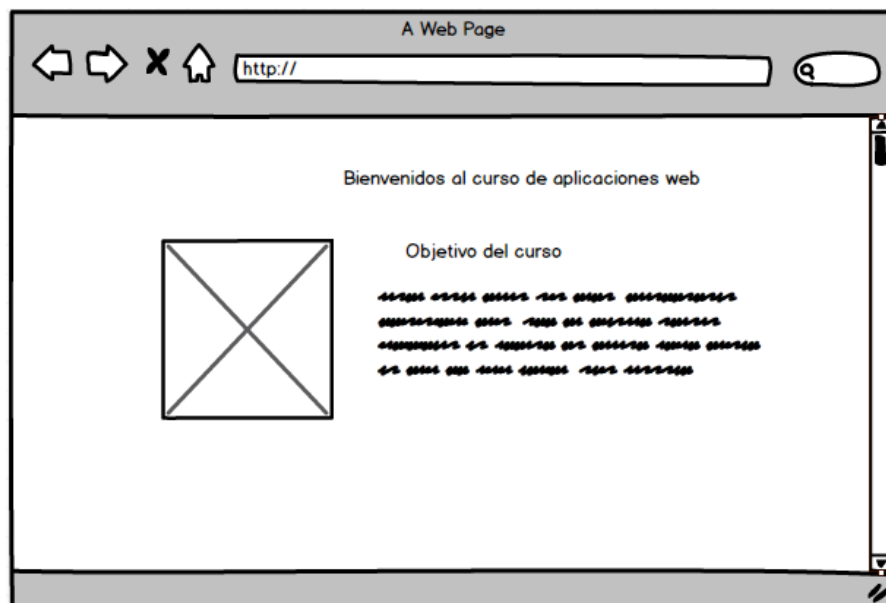 A Web Page
http://
Bienvenidos al curso de aplicaciones web
Objetivo del curso